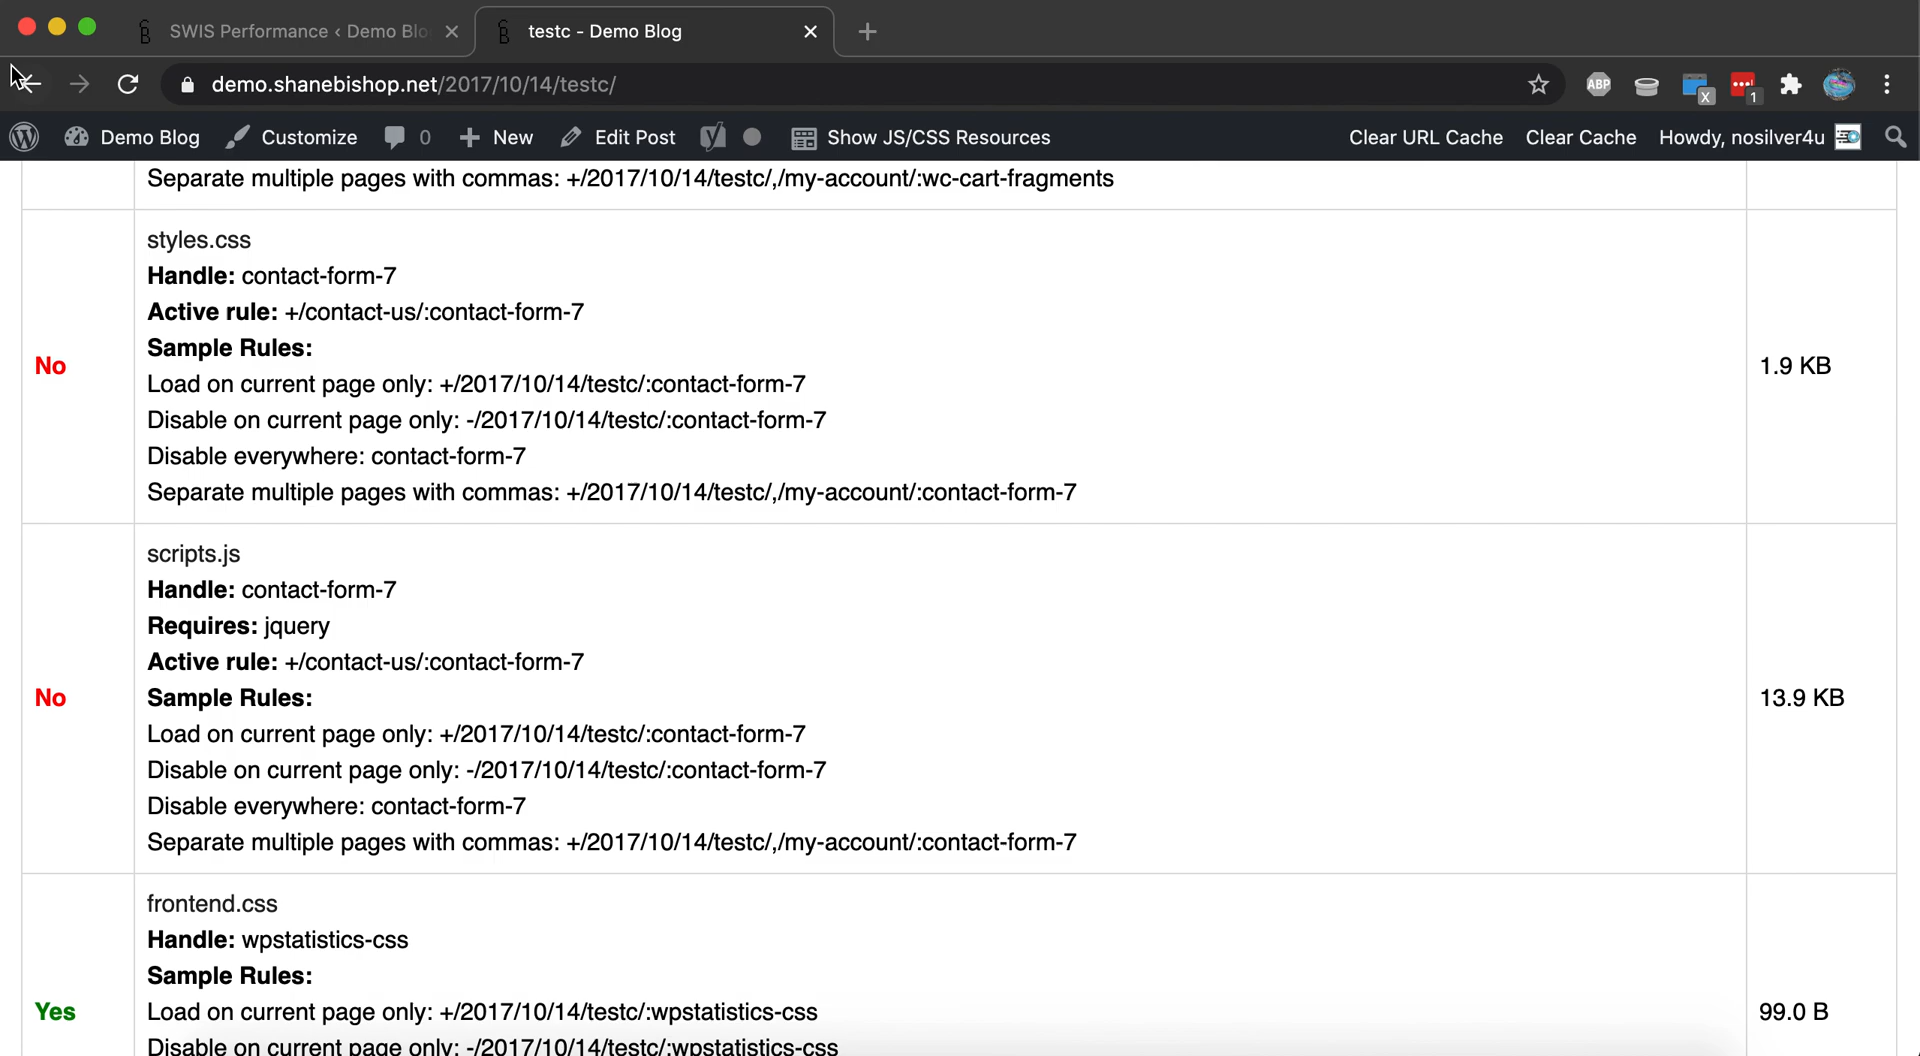 SWIS Performance ‹ Demo Blo
testc - Demo Blog
demo.shanebishop.net/2017/10/14/testc/
ABP
X
1
Demo Blog
Customize
0
New
Edit Post
Show JS/CSS Resources
Clear URL Cache
Clear Cache
Howdy, nosilver4u
Separate multiple pages with commas: +/2017/10/14/testc/,/my-account/:wc-cart-fragments
styles.css
Handle: contact-form-7
Active rule: +/contact-us/:contact-form-7
Sample Rules:
No
1.9 KB
Load on current page only: +/2017/10/14/testc/:contact-form-7
Disable on current page only: -/2017/10/14/testc/:contact-form-7
Disable everywhere: contact-form-7
Separate multiple pages with commas: +/2017/10/14/testc/,/my-account/:contact-form-7
scripts.js
Handle: contact-form-7
Requires: jquery
Active rule: +/contact-us/:contact-form-7
No
Sample Rules:
13.9 KB
Load on current page only: +/2017/10/14/testc/:contact-form-7
Disable on current page only: -/2017/10/14/testc/:contact-form-7
Disable everywhere: contact-form-7
Separate multiple pages with commas: +/2017/10/14/testc/,/my-account/:contact-form-7
frontend.css
Handle: wpstatistics-css
Sample Rules:
Yes
Load on current page only: +/2017/10/14/testc/:wpstatistics-css
99.0 B
Disable on current page only: -/2017/10/14/testc/:wpstatistics-css